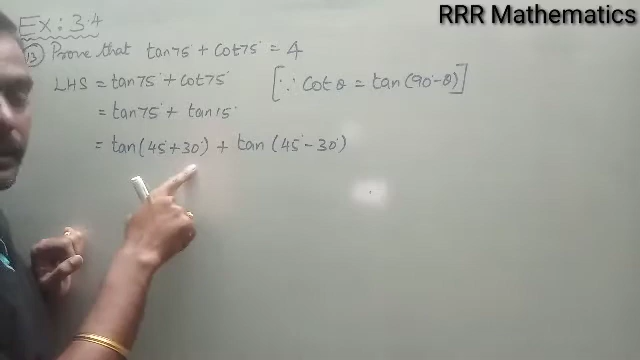 RRR Mathematics
Ex: 3.4
13) Prove that tan75° + Cot75° = 4
LHS = tan75° + Cot75° [∵ Cot θ = tan(90°-θ)]
= tan75° + tan15°
= tan(45°+30°) + tan(45°-30°)